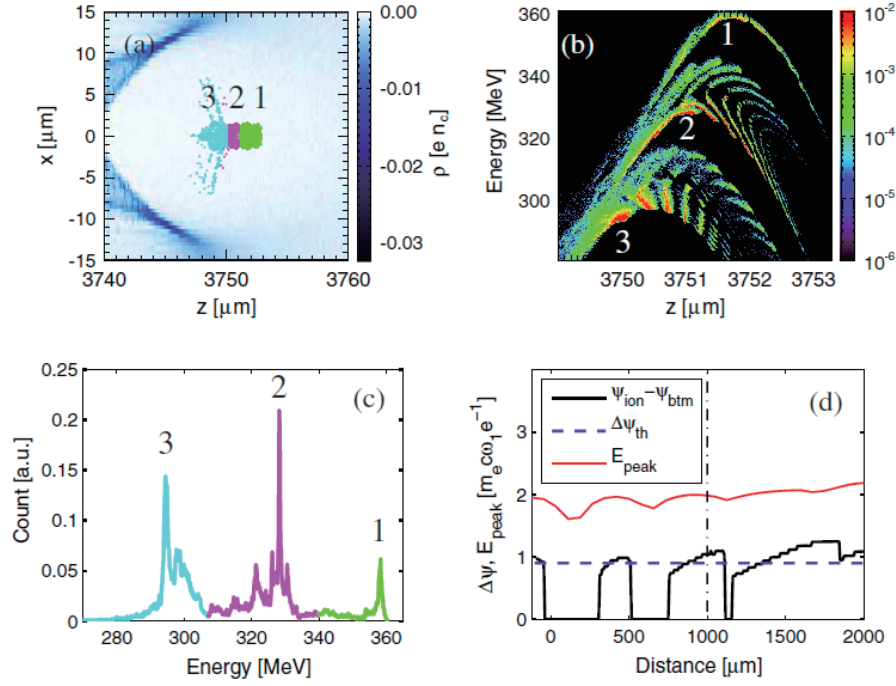 (a)
3 2 1
15
10
5
0
-5
-10
-15
x [μm]
3740 3750 3760
z [μm]
0.00
-0.01
-0.02
-0.03
ρ [e n_c]
(b)
1
2
3
360
340
320
300
Energy [MeV]
3750 3751 3752 3753
z [μm]
10^-2
10^-3
10^-4
10^-5
10^-6
(c)
3
2
1
0.25
0.2
0.15
0.1
0.05
0
Count [a.u.]
280 300 320 340 360
Energy [MeV]
(d)
ψ_ion−ψ_btm
Δψ_th
E_peak
4
3
2
1
0
Δψ, E_peak [m_e cω_1 e^-1]
0 500 1000 1500 2000
Distance [μm]